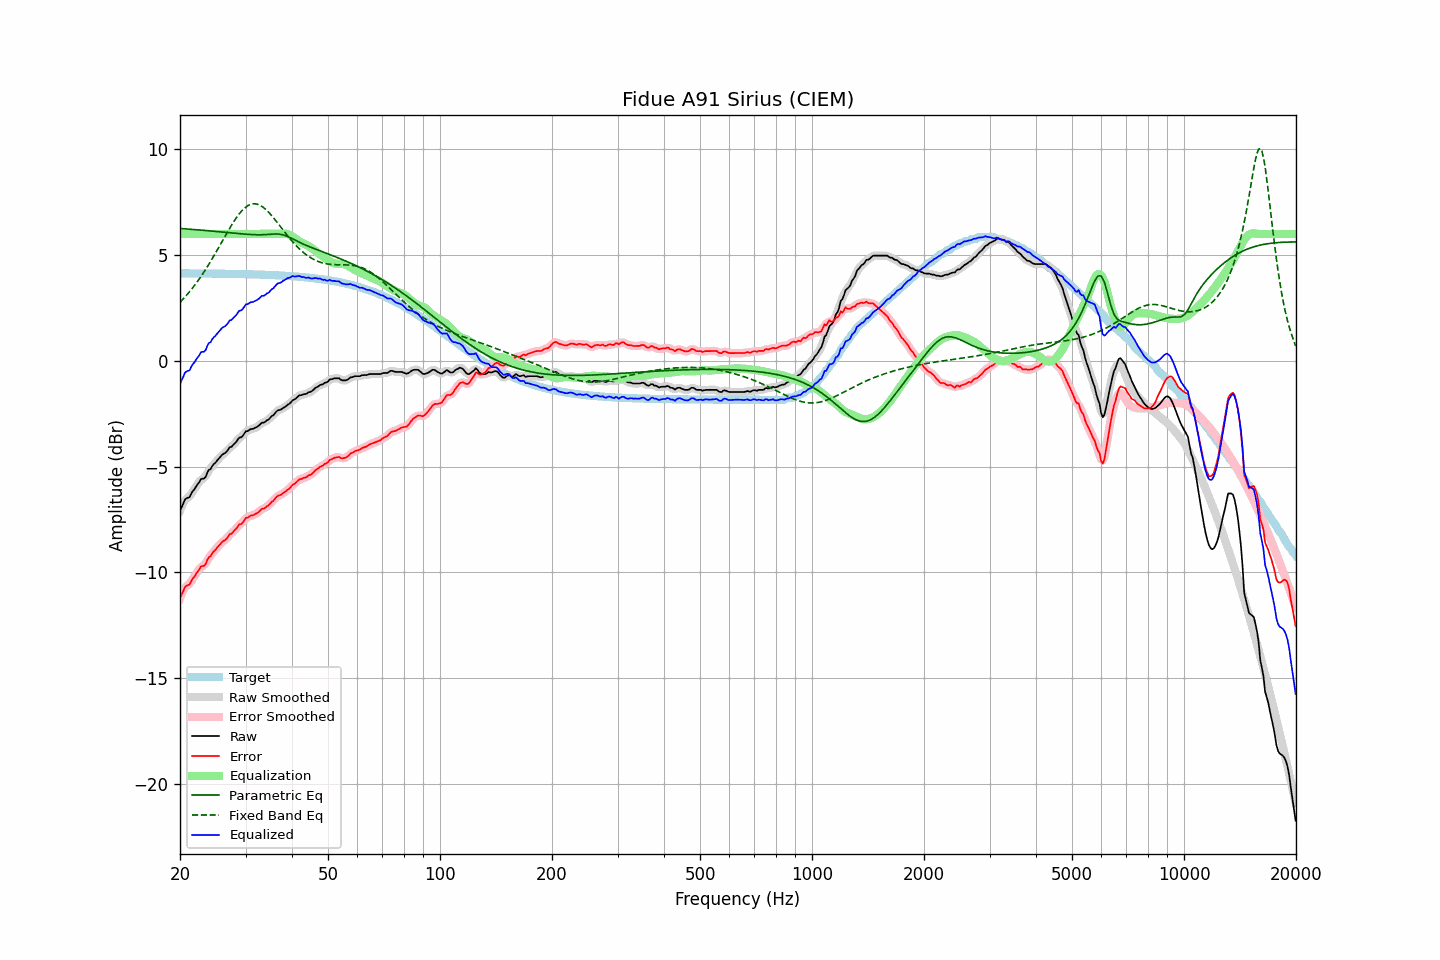 Fidue A91 Sirius (CIEM)
10
5
0
−5
−10
−15
−20
Amplitude (dBr)
Target
Raw Smoothed
Error Smoothed
Raw
Error
Equalization
Parametric Eq
Fixed Band Eq
Equalized
20 50 100 200 500 1000 2000 5000 10000 20000
Frequency (Hz)